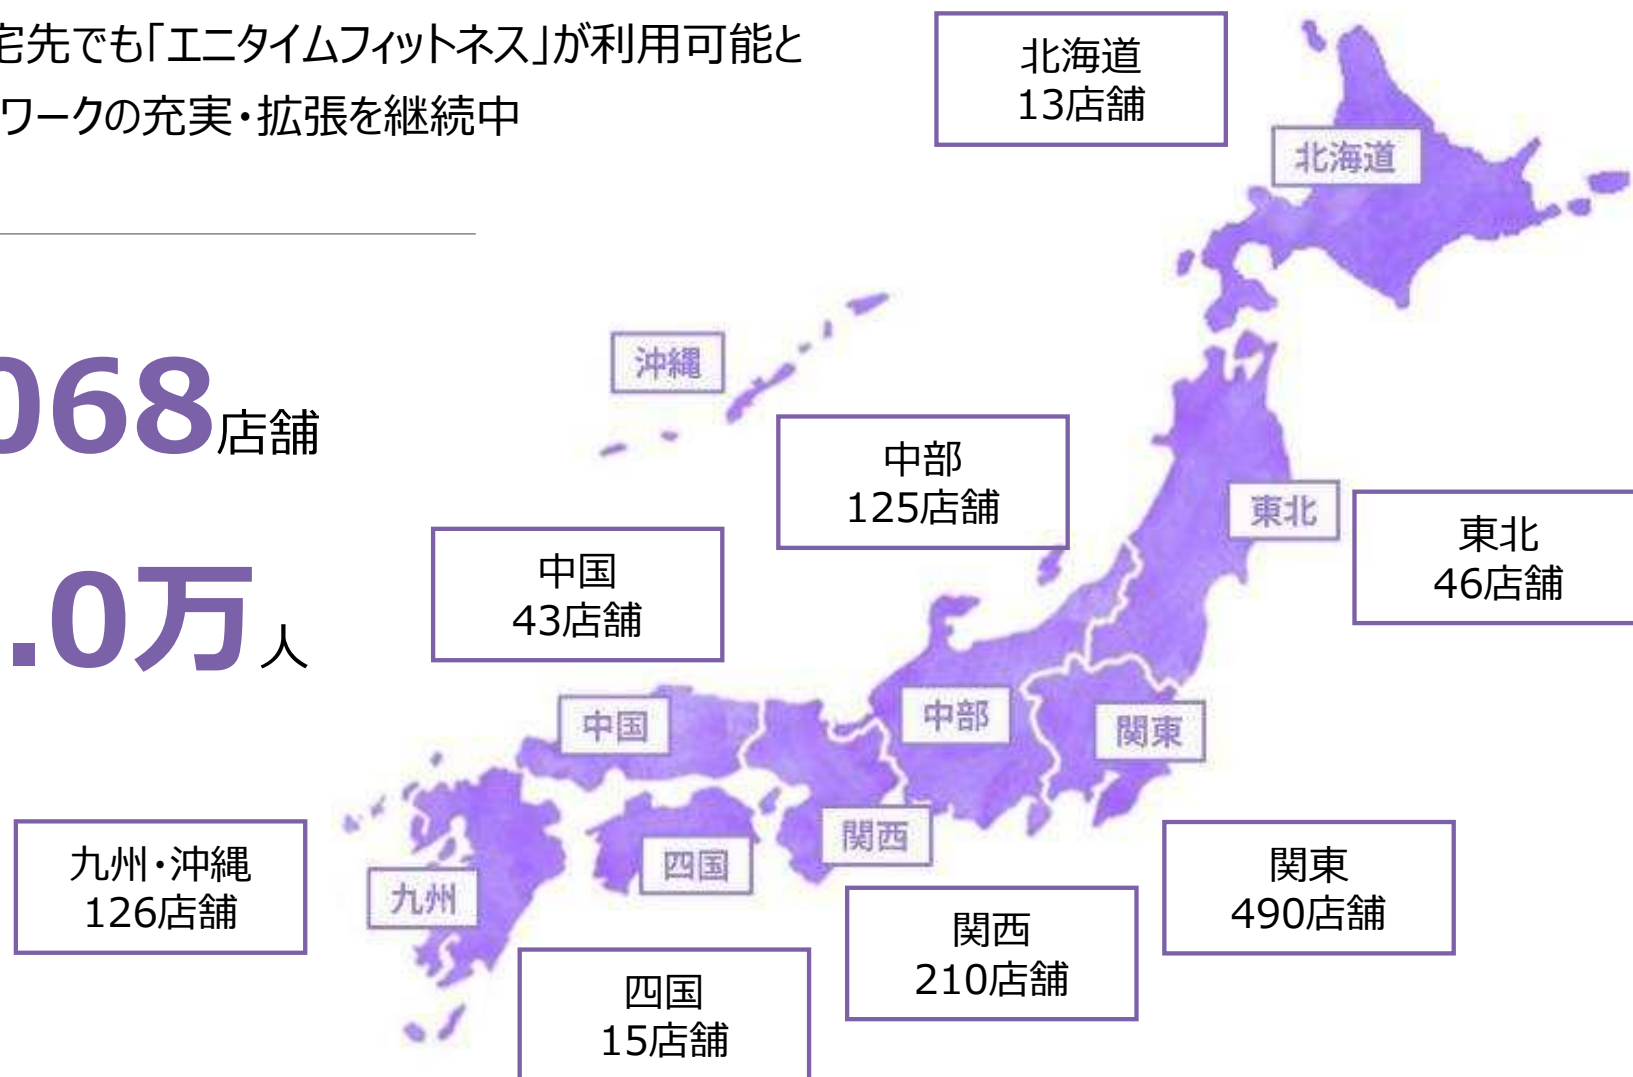 宅先でも「エニタイムフィットネス」が利用可能と
ワークの充実・拡張を継続中
068店舗
.0万人
北海道
13店舗
北海道
沖縄
中部
125店舗
東北
東北
46店舗
中国
43店舗
中国
中部
関東
九州・沖縄
126店舗
九州
四国
関西
関東
490店舗
関西
210店舗
四国
15店舗